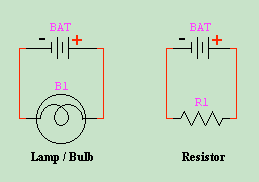 BAT BAT
- + - +
B1
R1
Lamp / Bulb Resistor